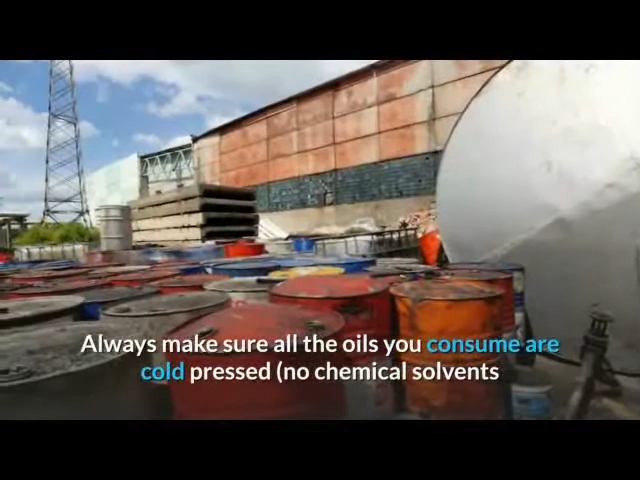 Always make sure all the oils you consume are
cold pressed (no chemical solvents